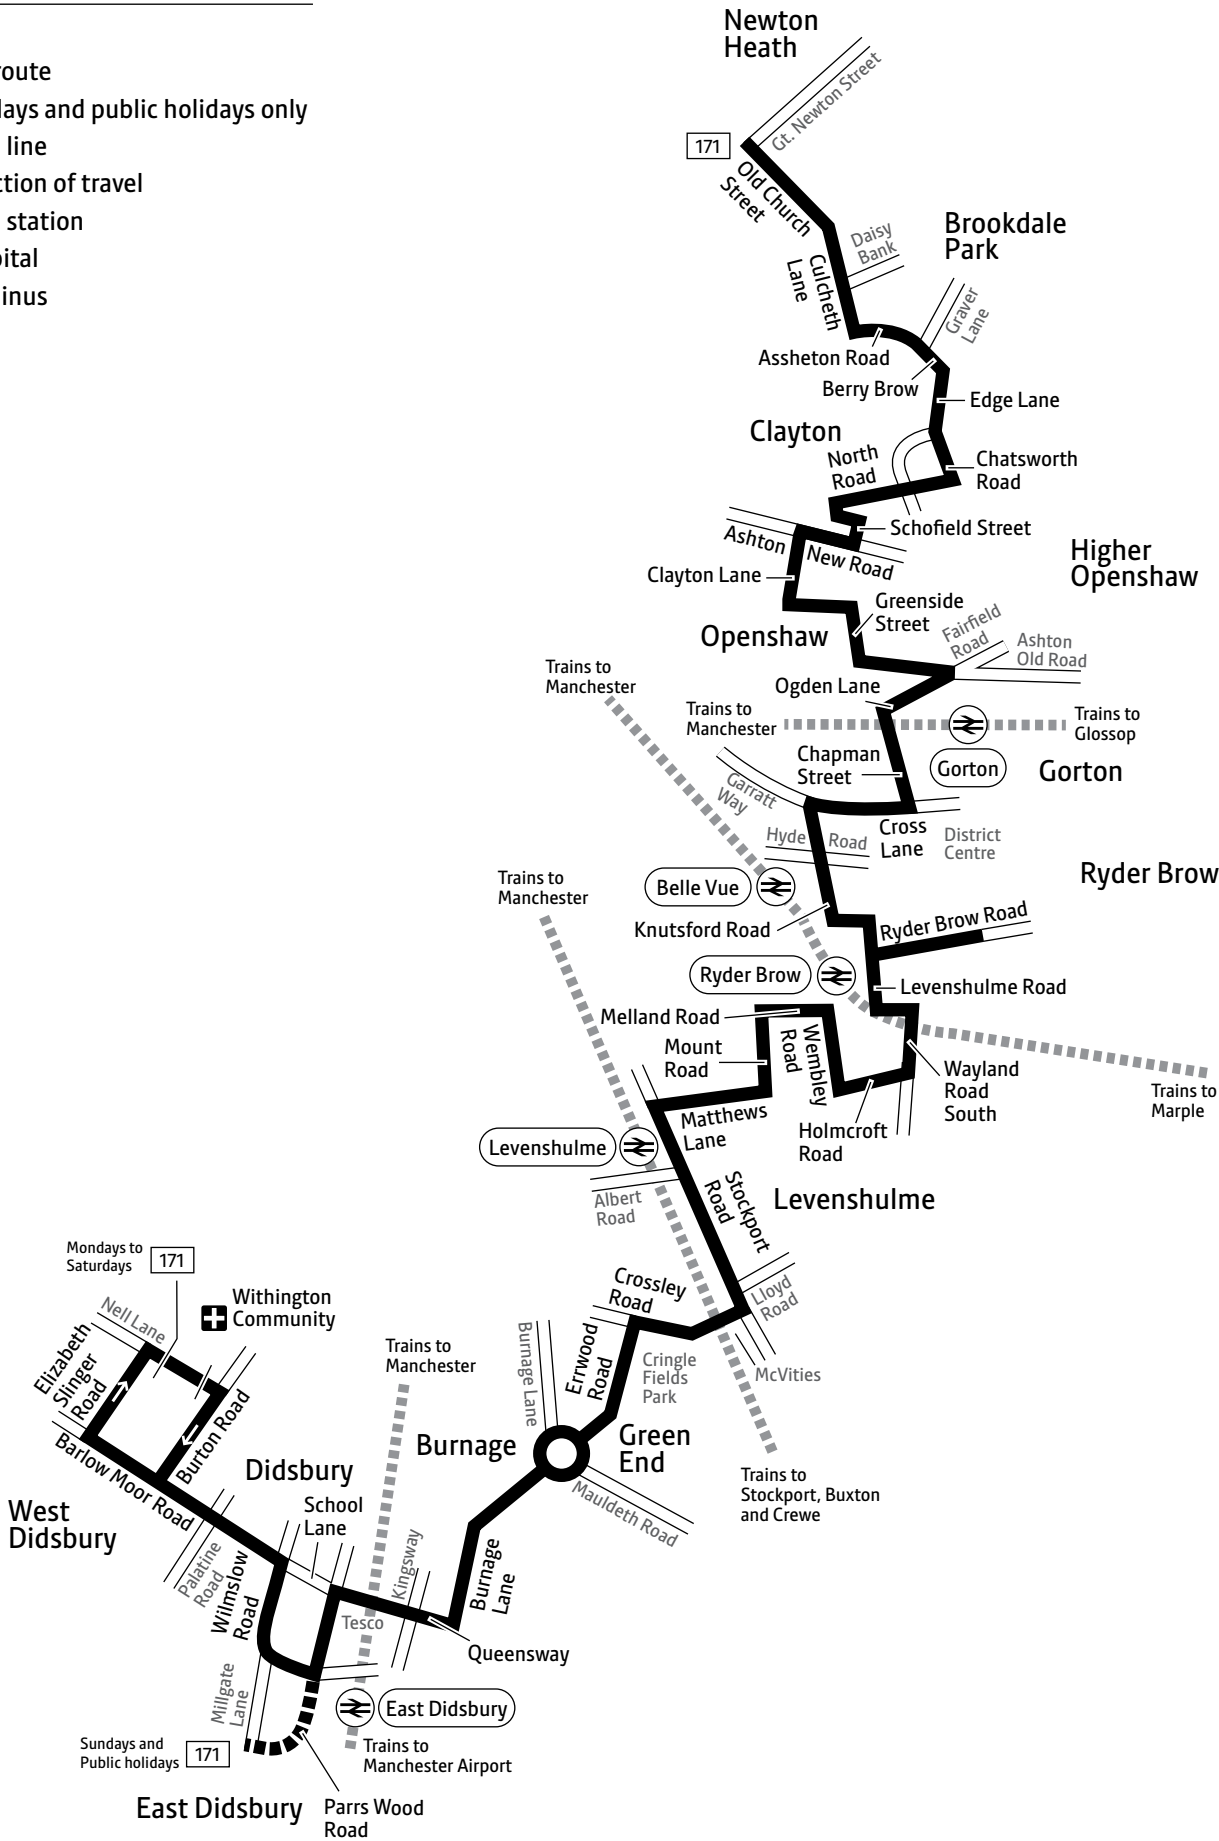 route
days and public holidays only
line
ction of travel
station
pital
inus
Newton
Heath
Gt. Newton Street
171
Old Church
Street
Daisy
Bank
Brookdale
Park
Culcheth
Lane
Graver
Lane
Assheton Road
Berry Brow
Edge Lane
Clayton
North
Road
Chatsworth
Road
Schofield Street
Ashton
New Road
Higher
Openshaw
Clayton Lane
Greenside
Street
Openshaw
Fairfield
Road
Ashton
Old Road
Trains to
Manchester
Ogden Lane
Trains to
Manchester
Trains to
Glossop
Chapman
Street
Gorton
Gorton
Garratt
Way
Hyde Road
Cross
Lane
District
Centre
Ryder Brow
Trains to
Manchester
Belle Vue
Knutsford Road
Ryder Brow Road
Ryder Brow
Levenshulme Road
Melland Road
Mount
Road
Wembley
Road
Wayland
Road
South
Trains to
Marple
Matthews
Lane
Holmcroft
Road
Levenshulme
Albert
Road
Stockport
Road
Levenshulme
Mondays to
Saturdays
171
Withington
Community
Nell Lane
Crossley
Road
Lloyd
Road
Elizabeth
Slinger
Road
Trains to
Manchester
Burnage Lane
Errwood
Road
Cringle
Fields
Park
McVities
Burton Road
Barlow Moor Road
Burnage
Green
End
Didsbury
Trains to
Stockport, Buxton
and Crewe
Mauldeth Road
West
Didsbury
School
Lane
Palatine
Road
Wilmslow
Road
Kingsway
Burnage
Lane
Tesco
Queensway
Millgate
Lane
East Didsbury
Sundays and
Public holidays
171
Trains to
Manchester Airport
East Didsbury
Parrs Wood
Road